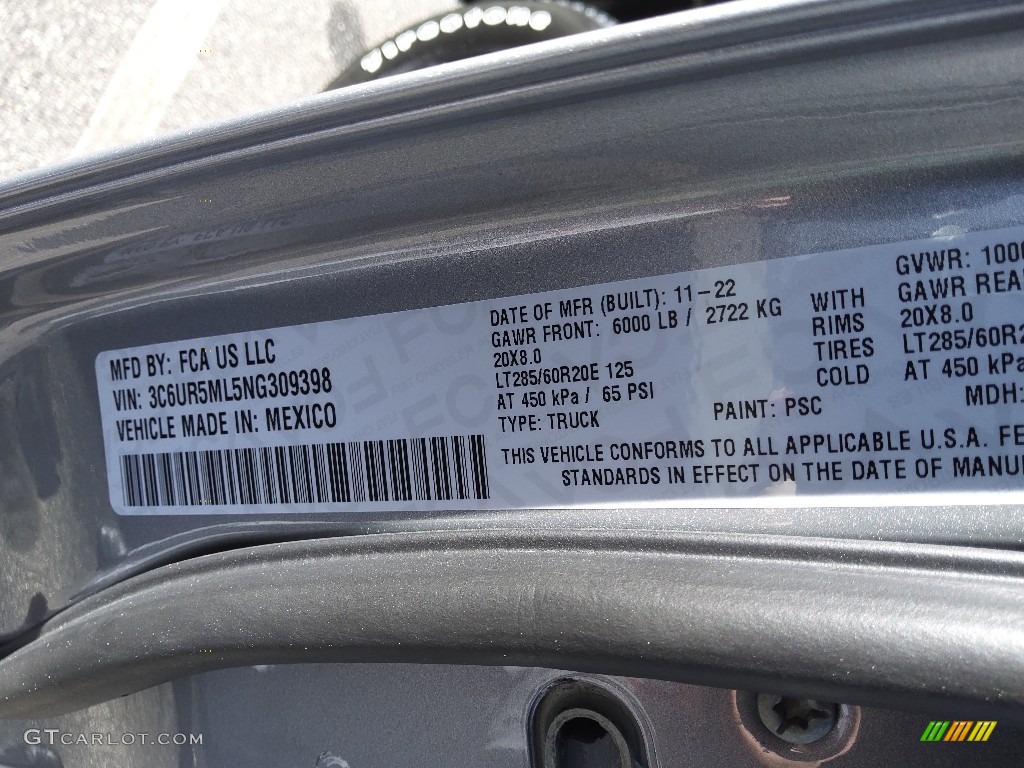 MFD BY: FCA US LLC
VIN: 3C6UR5ML5NG309398
VEHICLE MADE IN: MEXICO
DATE OF MFR (BUILT): 11-22
GAWR FRONT: 6000 LB / 2722 KG
20X8.0
LT285/60R20E 125
AT 450 kPa / 65 PSI
TYPE: TRUCK
WITH
RIMS
TIRES
COLD
GVWR: 1000
GAWR REA
20X8.0
LT285/60R2
AT 450 kPa
PAINT: PSC
MDH:
THIS VEHICLE CONFORMS TO ALL APPLICABLE U.S.A. FE
STANDARDS IN EFFECT ON THE DATE OF MANU
GTCARLOT.COM